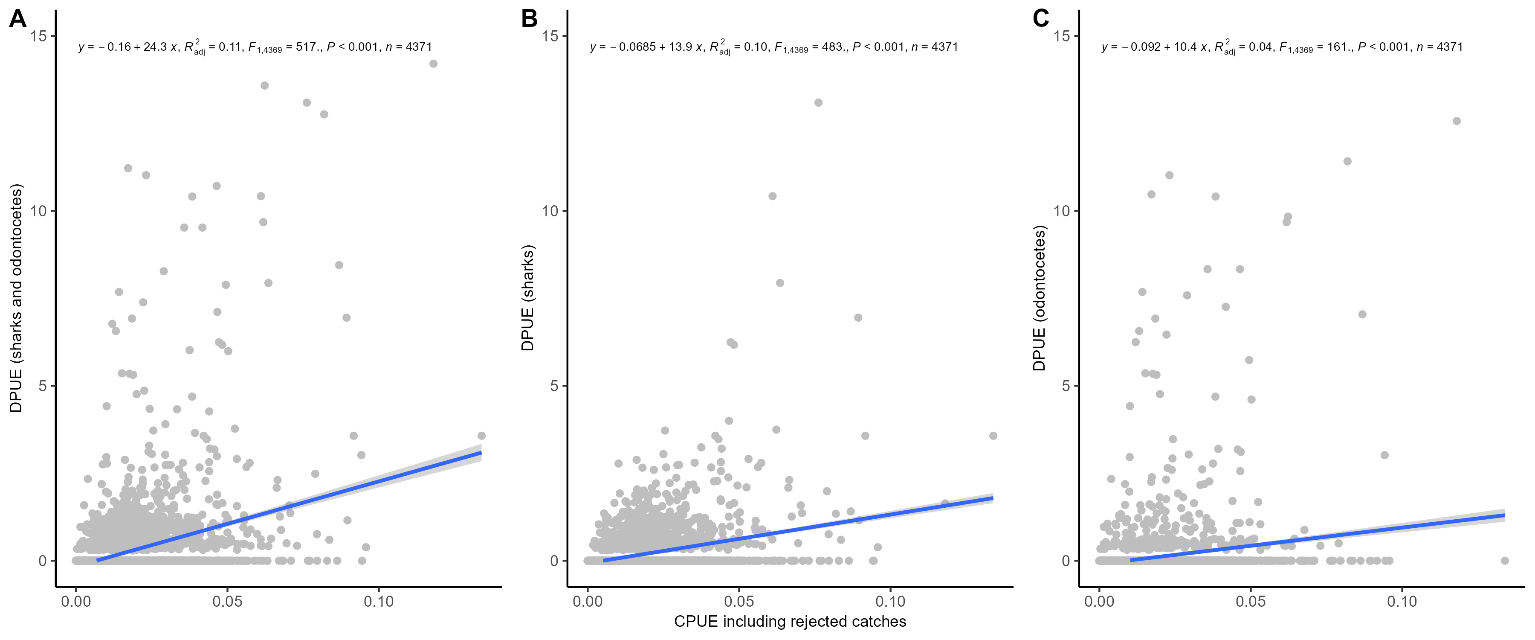 A
y = − 0.16 + 24.3 x, R²adj = 0.11, F1,4369 = 517., P < 0.001, n = 4371
DPUE (sharks and odontocetes)
15
10
5
0
0.00 0.05 0.10
B
y = − 0.0685 + 13.9 x, R²adj = 0.10, F1,4369 = 483., P < 0.001, n = 4371
DPUE (sharks)
15
10
5
0
0.00 0.05 0.10
CPUE including rejected catches
C
y = − 0.092 + 10.4 x, R²adj = 0.04, F1,4369 = 161., P < 0.001, n = 4371
DPUE (odontocetes)
15
10
5
0
0.00 0.05 0.10